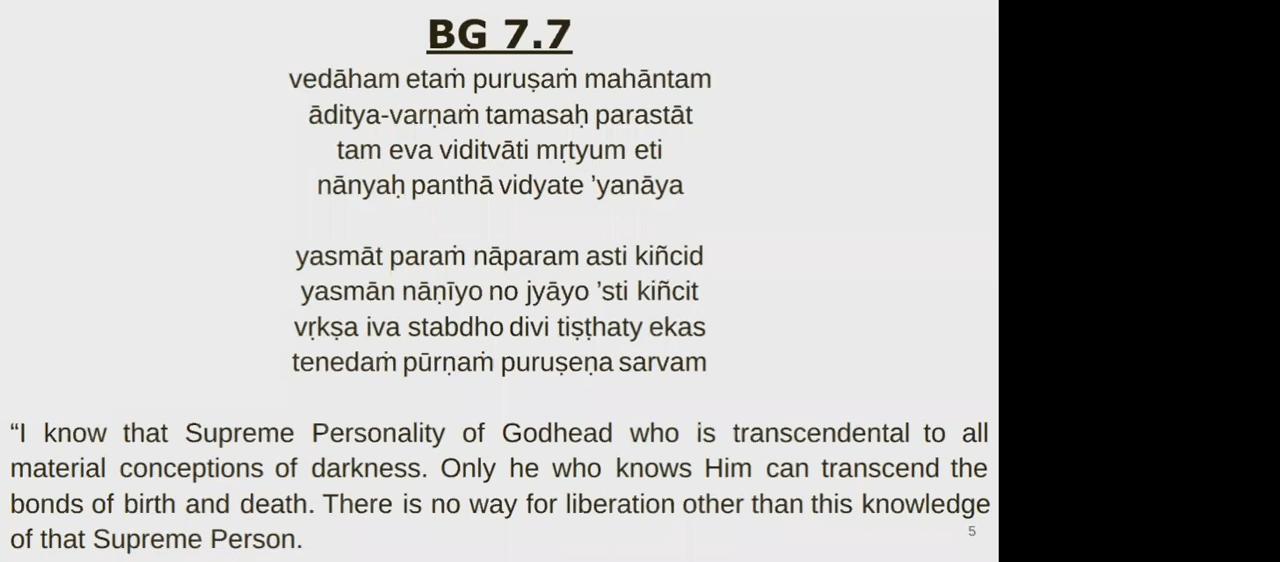 BG 7.7
vedāham etaṁ puruṣaṁ mahāntam
āditya-varṇaṁ tamasaḥ parastāt
tam eva viditvāti mṛtyum eti
nānyaḥ panthā vidyate ’yanāya
yasmāt paraṁ nāparam asti kiñcid
yasmān nāṇīyo no jyāyo ’sti kiñcit
vṛkṣa iva stabdho divi tiṣṭhaty ekas
tenedaṁ pūrṇaṁ puruṣeṇa sarvam
“I know that Supreme Personality of Godhead who is transcendental to all
material conceptions of darkness. Only he who knows Him can transcend the
bonds of birth and death. There is no way for liberation other than this knowledge
of that Supreme Person.
5